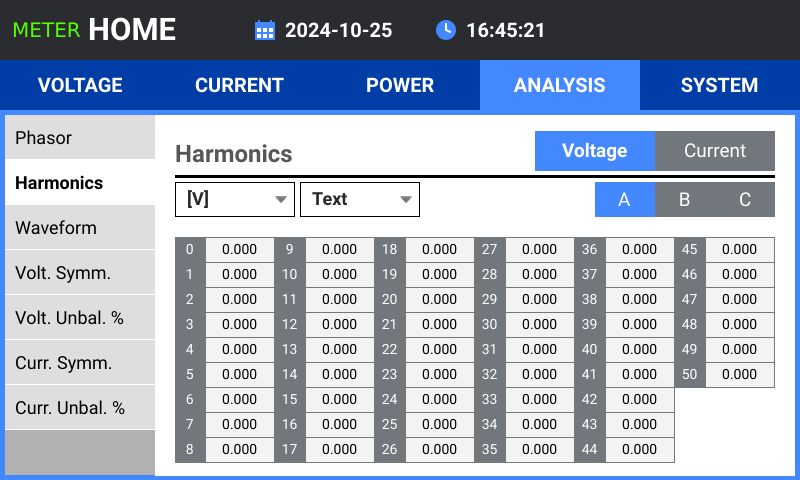 METER HOME 2024-10-25 16:45:21
VOLTAGE CURRENT POWER ANALYSIS SYSTEM
Phasor
Harmonics
Waveform
Volt. Symm.
Volt. Unbal. %
Curr. Symm.
Curr. Unbal. %
Harmonics Voltage Current
[V] Text A B C
0 0.000 9 0.000 18 0.000 27 0.000 36 0.000 45 0.000
1 0.000 10 0.000 19 0.000 28 0.000 37 0.000 46 0.000
2 0.000 11 0.000 20 0.000 29 0.000 38 0.000 47 0.000
3 0.000 12 0.000 21 0.000 30 0.000 39 0.000 48 0.000
4 0.000 13 0.000 22 0.000 31 0.000 40 0.000 49 0.000
5 0.000 14 0.000 23 0.000 32 0.000 41 0.000 50 0.000
6 0.000 15 0.000 24 0.000 33 0.000 42 0.000
7 0.000 16 0.000 25 0.000 34 0.000 43 0.000
8 0.000 17 0.000 26 0.000 35 0.000 44 0.000